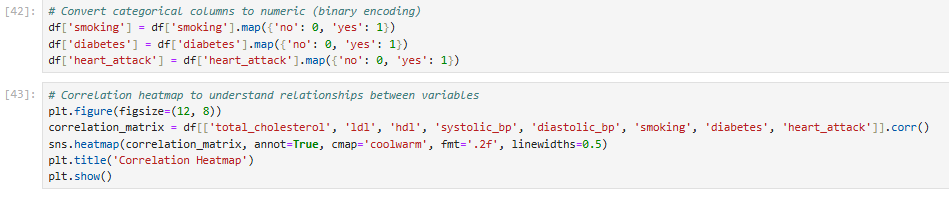 [42]: # Convert categorical columns to numeric (binary encoding)
df['smoking'] = df['smoking'].map({'no': 0, 'yes': 1})
df['diabetes'] = df['diabetes'].map({'no': 0, 'yes': 1})
df['heart_attack'] = df['heart_attack'].map({'no': 0, 'yes': 1})
[43]: # Correlation heatmap to understand relationships between variables
plt.figure(figsize=(12, 8))
correlation_matrix = df[['total_cholesterol', 'ldl', 'hdl', 'systolic_bp', 'diastolic_bp', 'smoking', 'diabetes', 'heart_attack']].corr()
sns.heatmap(correlation_matrix, annot=True, cmap='coolwarm', fmt='.2f', linewidths=0.5)
plt.title('Correlation Heatmap')
plt.show()